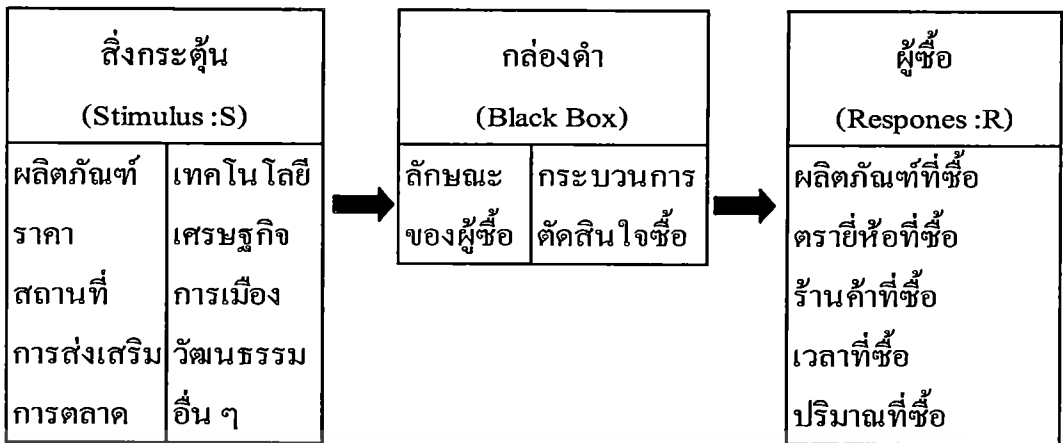 สิ่งกระตุ้น
(Stimulus :S)
ผลิตภัณฑ์
ราคา
สถานที่
การส่งเสริม
การตลาด
เทคโนโลยี
เศรษฐกิจ
การเมือง
วัฒนธรรม
อื่น ๆ
กล่องดำ
(Black Box)
ลักษณะ
ของผู้ซื้อ
กระบวนการ
ตัดสินใจซื้อ
ผู้ซื้อ
(Respones :R)
ผลิตภัณฑ์ที่ซื้อ
ตรายี่ห้อที่ซื้อ
ร้านค้าที่ซื้อ
เวลาที่ซื้อ
ปริมาณที่ซื้อ